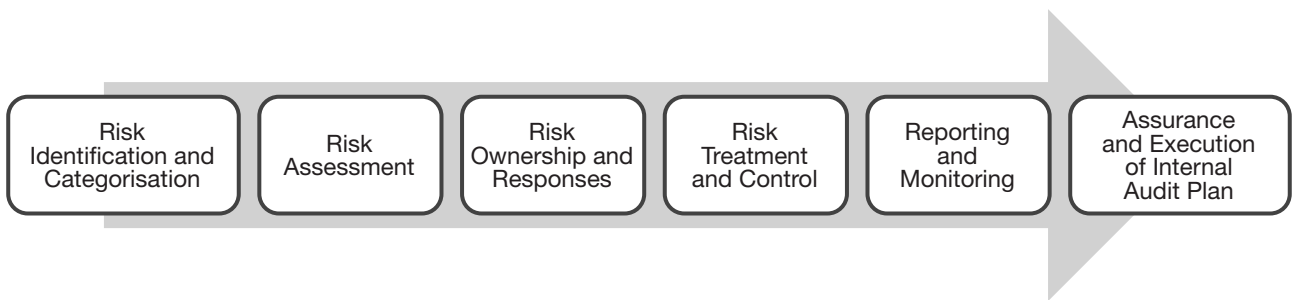 Risk
Identification and
Categorisation
Risk
Assessment
Risk
Ownership and
Responses
Risk
Treatment
and Control
Reporting
and
Monitoring
Assurance
and Execution
of Internal
Audit Plan